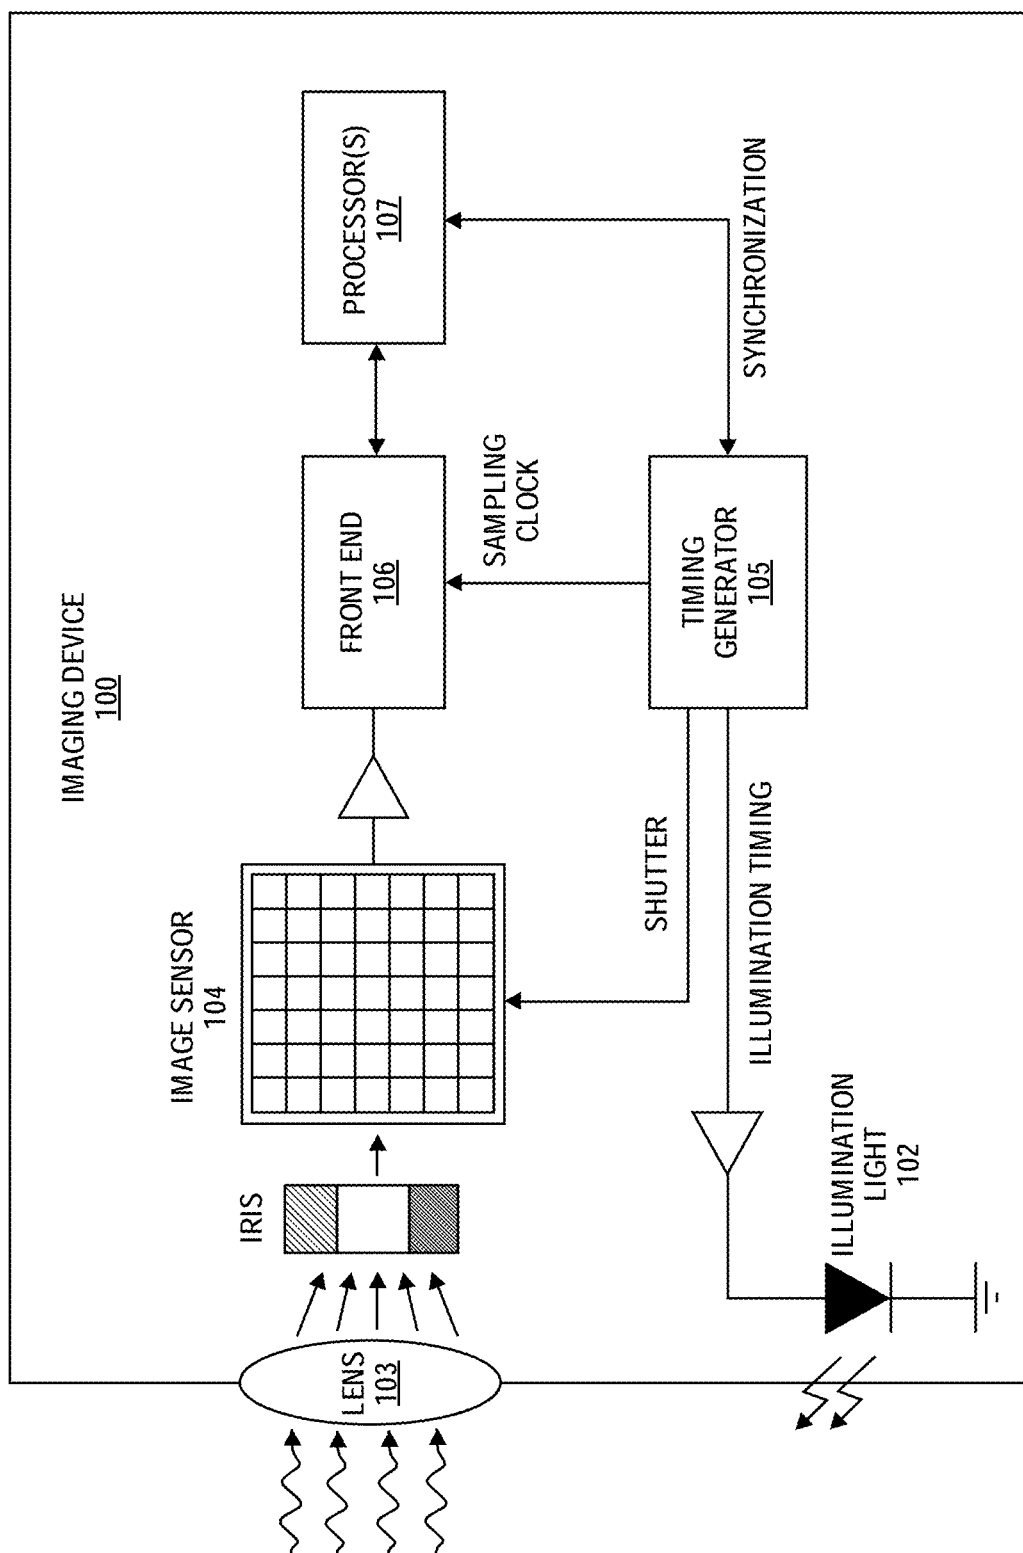 IMAGING DEVICE
100
LENS
103
IRIS
IMAGE SENSOR
104
FRONT END
106
PROCESSOR(S)
107
SAMPLING
CLOCK
SHUTTER
TIMING
GENERATOR
105
SYNCHRONIZATION
ILLUMINATION TIMING
ILLUMINATION
LIGHT
102